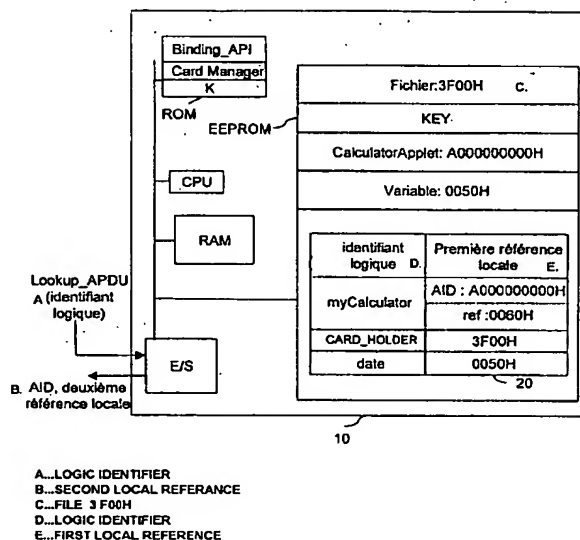 Binding_API
Card Manager
K
ROM
EEPROM
CPU
RAM
Lookup_APDU
A (identifiant
logique)
E/S
B. AID, deuxième
référence locale
Fichier:3F00H C.
KEY
CalculatorApplet: A000000000H
Variable: 0050H
identifiant
logique D.
Première référence
locale E.
myCalculator
AID : A000000000H
ref :0060H
CARD_HOLDER
3F00H
date
0050H
20
10
A...LOGIC IDENTIFIER
B...SECOND LOCAL REFERANCE
C...FILE 3 F00H
D...LOGIC IDENTIFIER
E...FIRST LOCAL REFERENCE